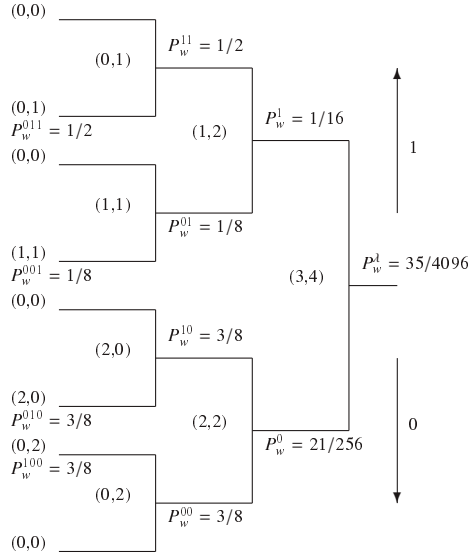 (0,0)
P_w^{11} = 1/2
(0,1)
(0,1)
P_w^{1} = 1/16
P_w^{011} = 1/2
(1,2)
1
(0,0)
(1,1)
P_w^{01} = 1/8
(1,1)
P_w^{λ} = 35/4096
P_w^{001} = 1/8
(3,4)
(0,0)
P_w^{10} = 3/8
(2,0)
(2,0)
P_w^{010} = 3/8
(2,2)
0
(0,2)
P_w^{0} = 21/256
P_w^{100} = 3/8
(0,2)
P_w^{00} = 3/8
(0,0)